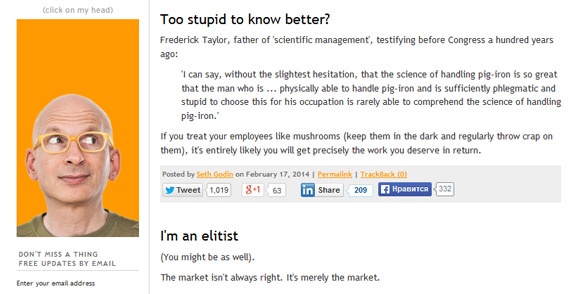 (click on my head)
DON'T MISS A THING
FREE UPDATES BY EMAIL
Enter your email address
Too stupid to know better?
Frederick Taylor, father of 'scientific management', testifying before Congress a hundred years
ago:
'I can say, without the slightest hesitation, that the science of handling pig-iron is so great
that the man who is ... physically able to handle pig-iron and is sufficiently phlegmatic and
stupid to choose this for his occupation is rarely able to comprehend the science of handling
pig-iron.'
If you treat your employees like mushrooms (keep them in the dark and regularly throw crap on
them), it's entirely likely you will get precisely the work you deserve in return.
Posted by Seth Godin on February 17, 2014 | Permalink | TrackBack (0)
Tweet 1,019 g+1 63 in Share 209 f Нравится 332
I'm an elitist
(You might be as well).
The market isn't always right. It's merely the market.